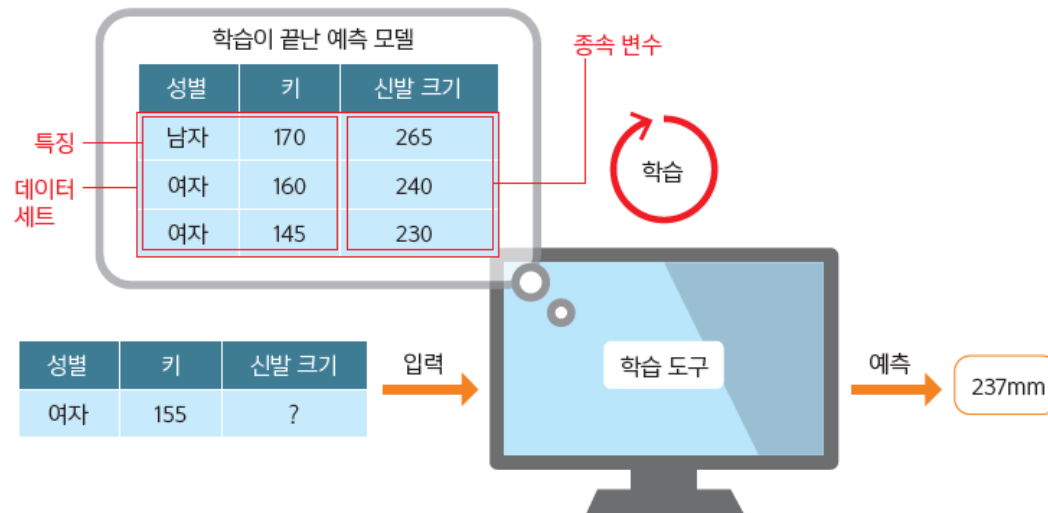 학습이 끝난 예측 모델
종속 변수
성별 키 신발 크기
남자 170 265
여자 160 240
여자 145 230
특징
데이터
세트
학습
성별 키 신발 크기
여자 155 ?
입력
학습 도구
예측
237mm